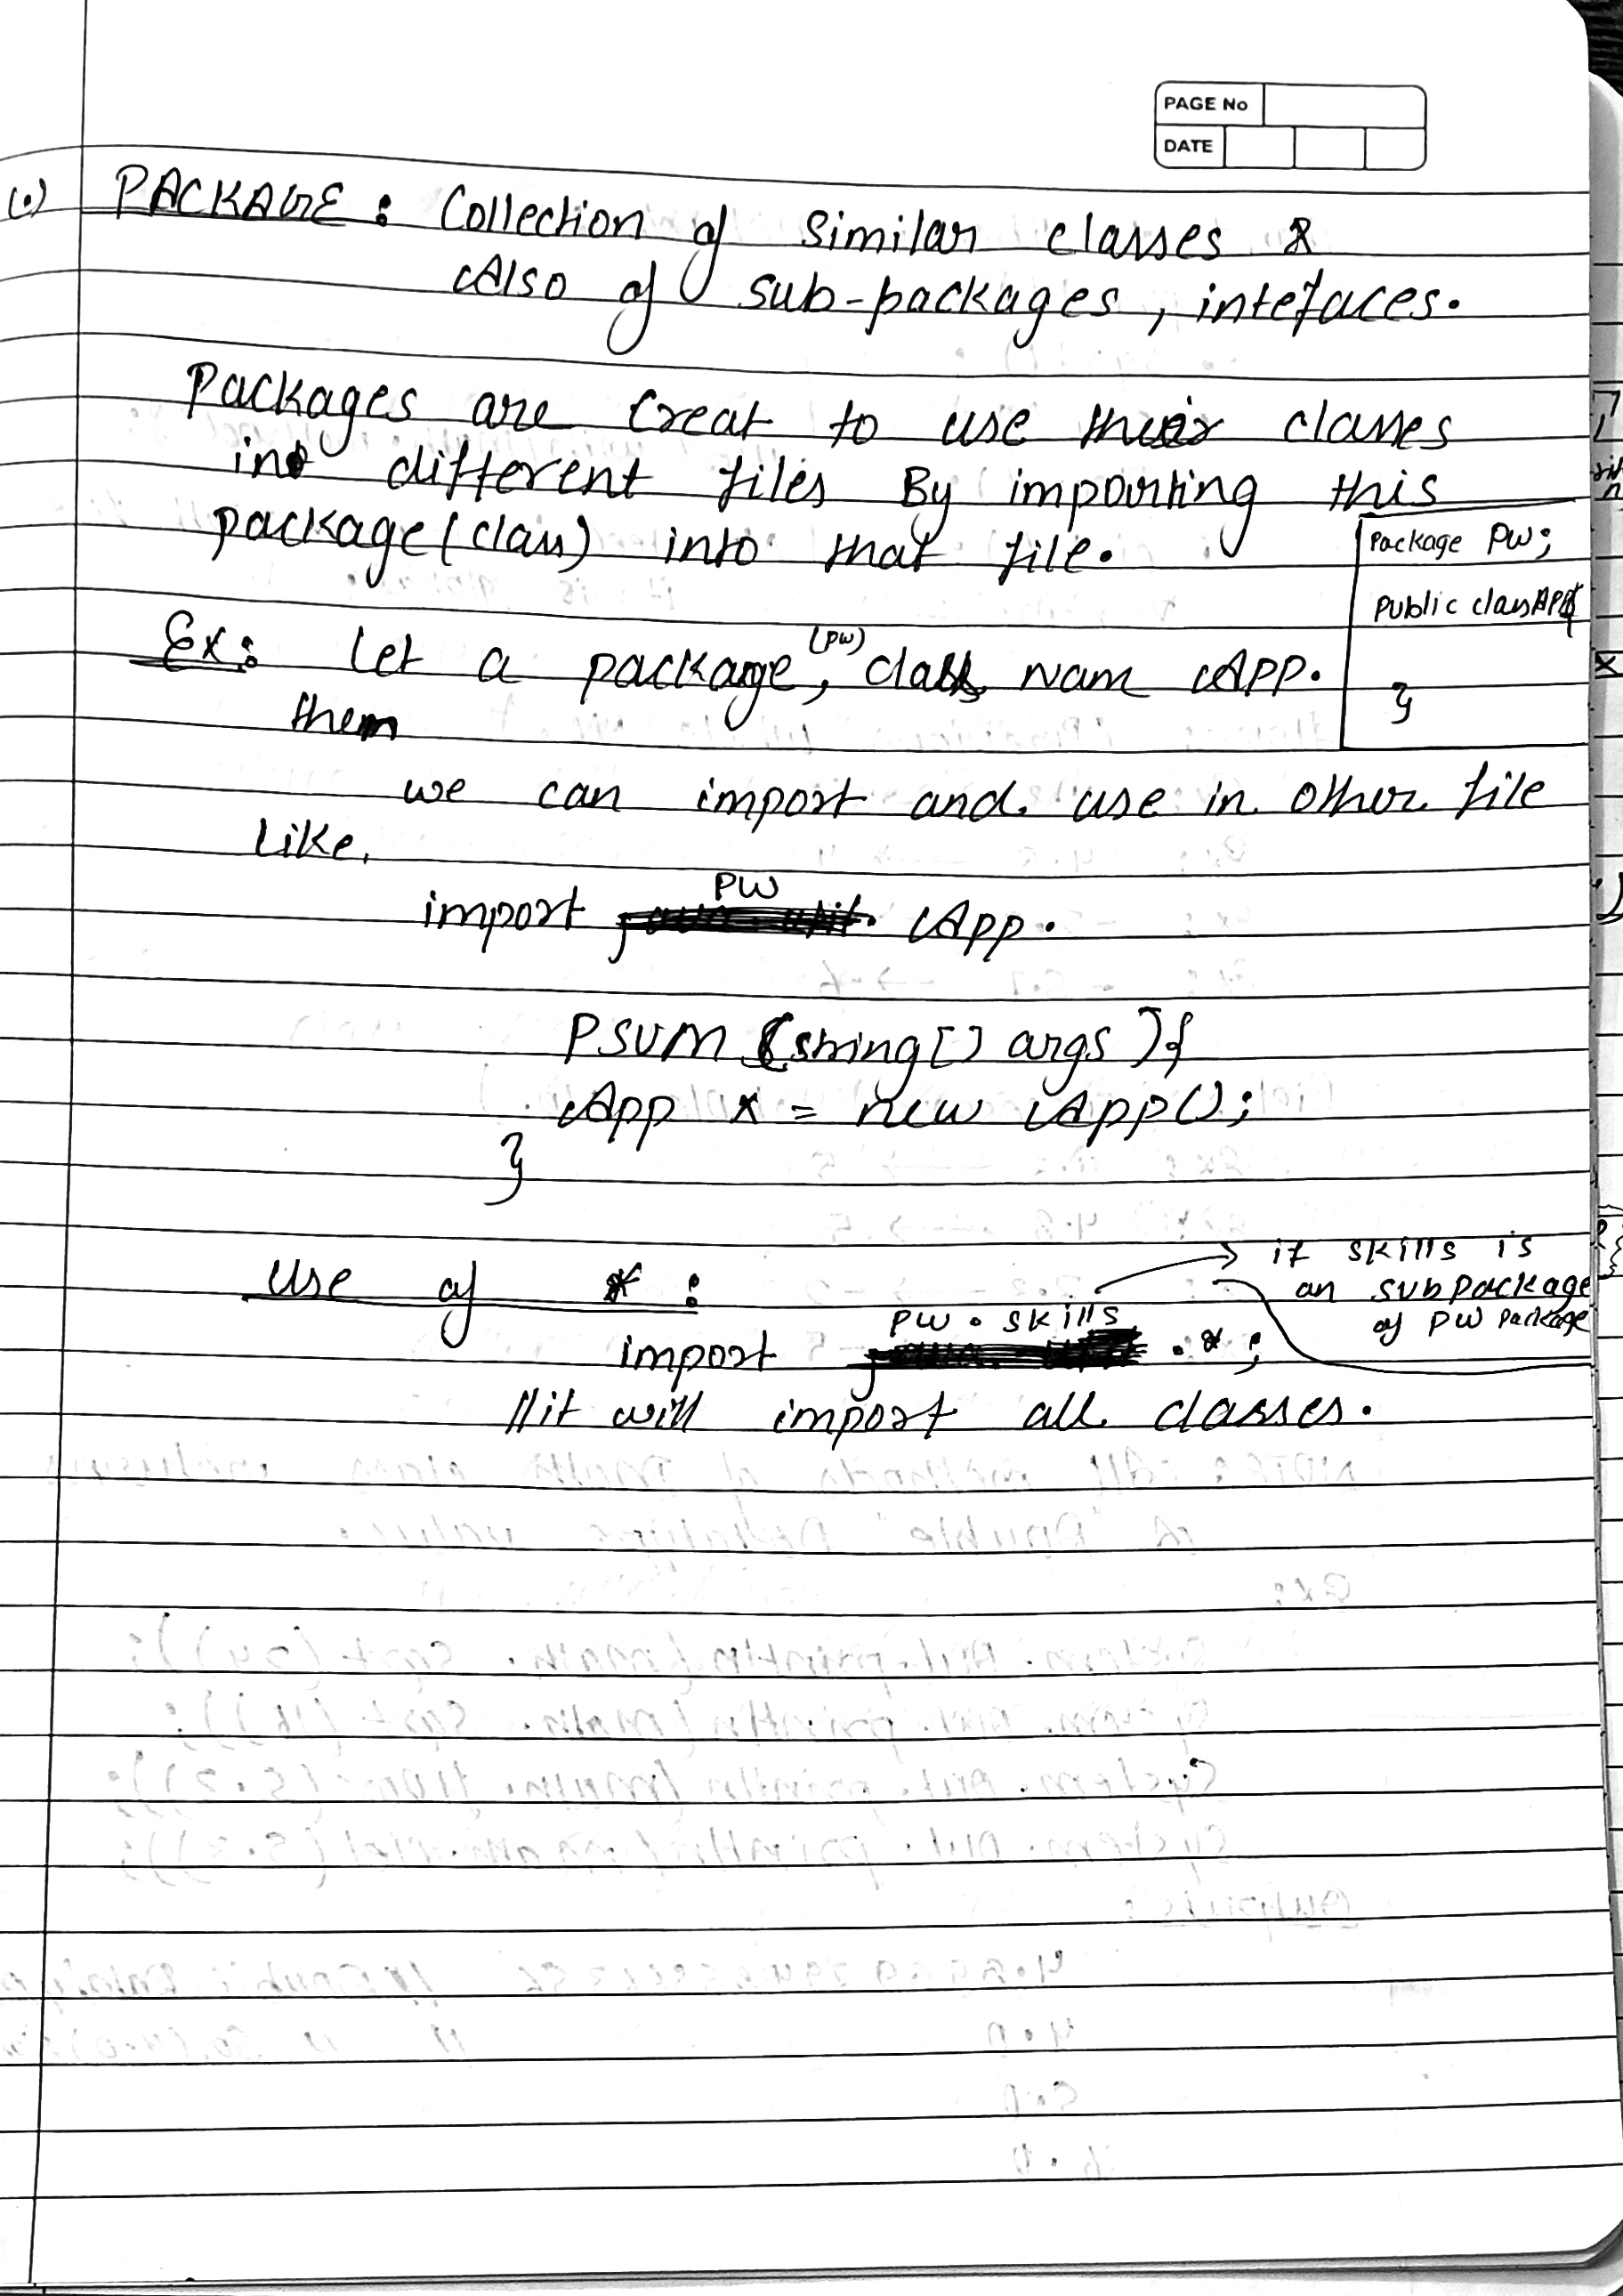 PAGE No
DATE
(.) PACKAGE : Collection of similar classes &
Also of sub-packages, intefaces.
Packages are creat to use their classes
in different files By importing this
package (class) into that file.
Package PW;
Public class APP{
}
Ex: Let a package (PW), class nam APP.
them
we can import and use in other file
like,
import PW. App.
PSVM (string[] args){
App x = new App();
}
Use of * :
import PW.skills .*;
→ if skills is
an subpackage
of PW package
//it will import all classes.